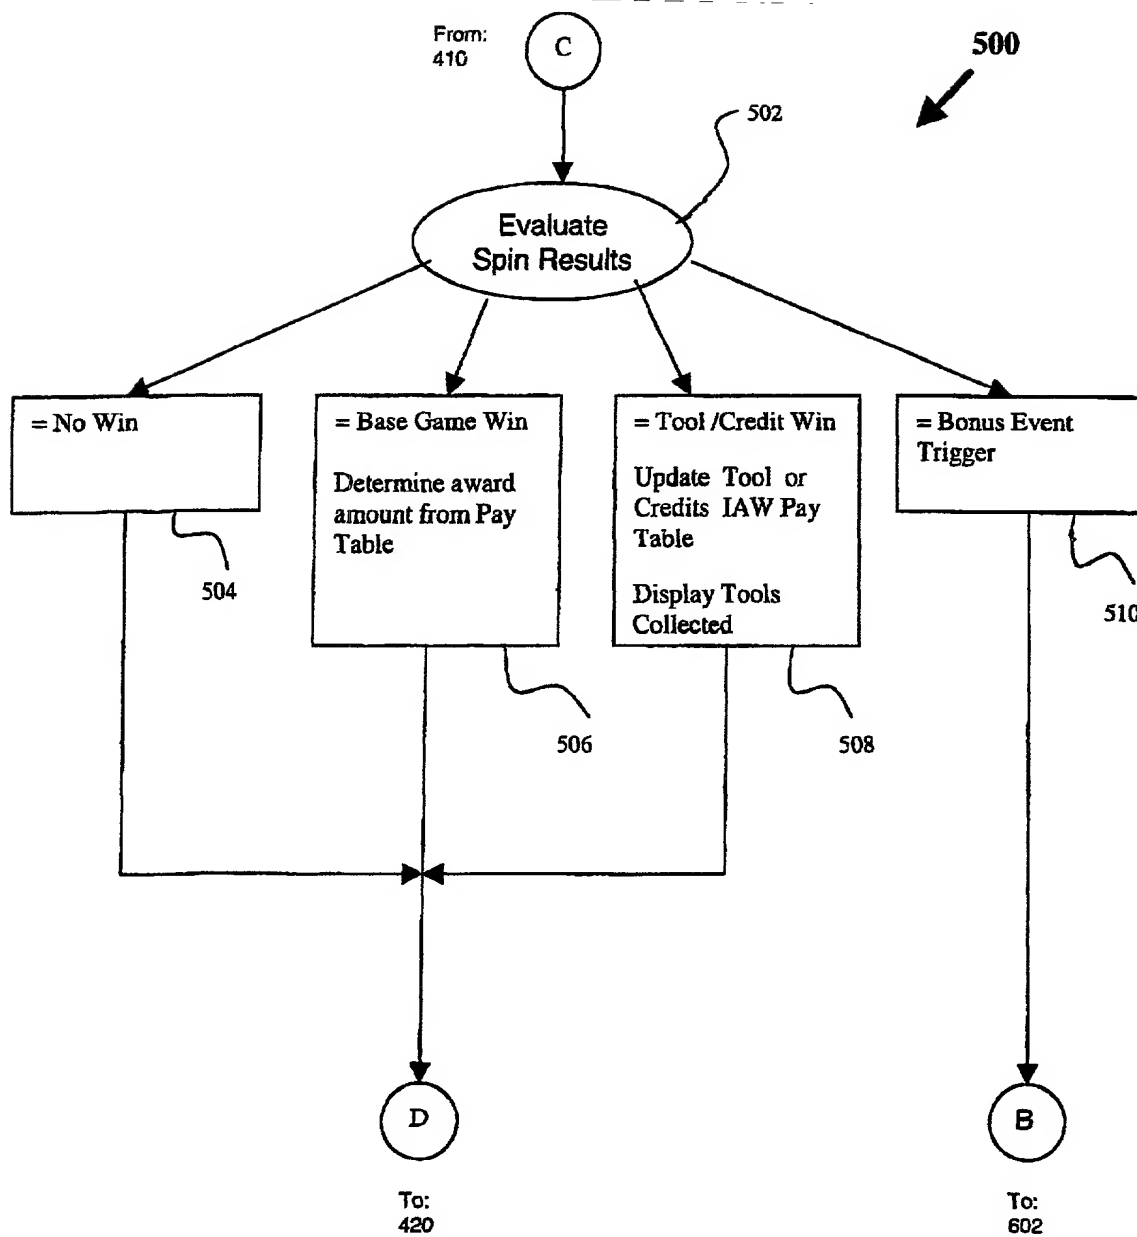 From:
410
C
500
502
Evaluate
Spin Results
= No Win
= Base Game Win
Determine award
amount from Pay
Table
= Tool /Credit Win
Update Tool or
Credits IAW Pay
Table
Display Tools
Collected
= Bonus Event
Trigger
504
506
508
510
D
B
To:
420
To:
602